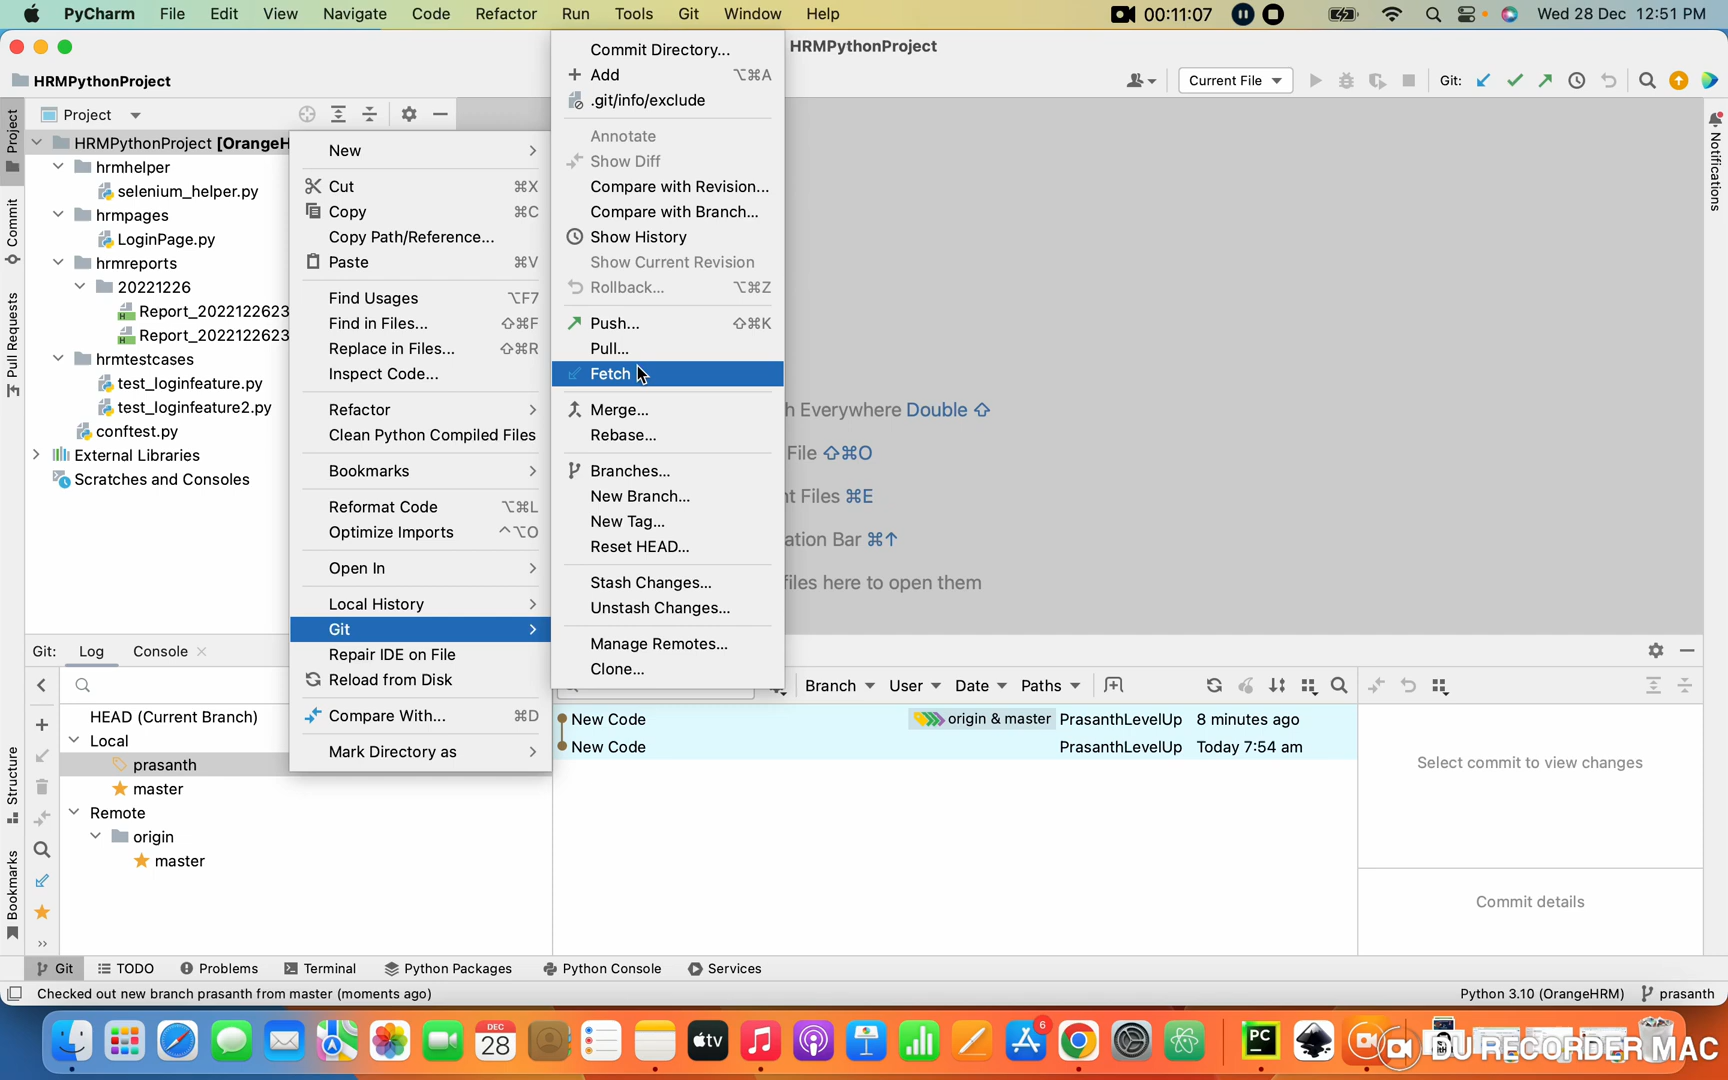 PyCharm File Edit View Navigate Code Refactor Run Tools Git Window Help 00:11:07 Wed 28 Dec 12:51 PM
HRMPythonProject
HRMPythonProject Current File Git:
Project
HRMPythonProject [OrangeH
hrmhelper
selenium_helper.py
hrmpages
LoginPage.py
hrmreports
20221226
Report_2022122623
Report_2022122623
hrmtestcases
test_loginfeature.py
test_loginfeature2.py
conftest.py
External Libraries
Scratches and Consoles
Project
Commit
Pull Requests
Structure
Bookmarks
Notifications
New
Cut ⌘X
Copy ⌘C
Copy Path/Reference...
Paste ⌘V
Find Usages ⌥F7
Find in Files... ⇧⌘F
Replace in Files... ⇧⌘R
Inspect Code...
Refactor
Clean Python Compiled Files
Bookmarks
Reformat Code ⌥⌘L
Optimize Imports ^⌥O
Open In
Local History
Git
Repair IDE on File
Reload from Disk
Compare With... ⌘D
Mark Directory as
Commit Directory...
Add ⌥⌘A
.git/info/exclude
Annotate
Show Diff
Compare with Revision...
Compare with Branch...
Show History
Show Current Revision
Rollback... ⌥⌘Z
Push... ⇧⌘K
Pull...
Fetch
Merge...
Rebase...
Branches...
New Branch...
New Tag...
Reset HEAD...
Stash Changes...
Unstash Changes...
Manage Remotes...
Clone...
h Everywhere Double ⇧
File ⇧⌘O
t Files ⌘E
ation Bar ⌘↑
files here to open them
Git: Log Console
HEAD (Current Branch)
Local
prasanth
master
Remote
origin
master
Branch User Date Paths
New Code origin & master PrasanthLevelUp 8 minutes ago
New Code PrasanthLevelUp Today 7:54 am
Select commit to view changes
Commit details
Git TODO Problems Terminal Python Packages Python Console Services
Checked out new branch prasanth from master (moments ago) Python 3.10 (OrangeHRM) prasanth
DEC
28
tv
6
PC
DU RECORDER MAC